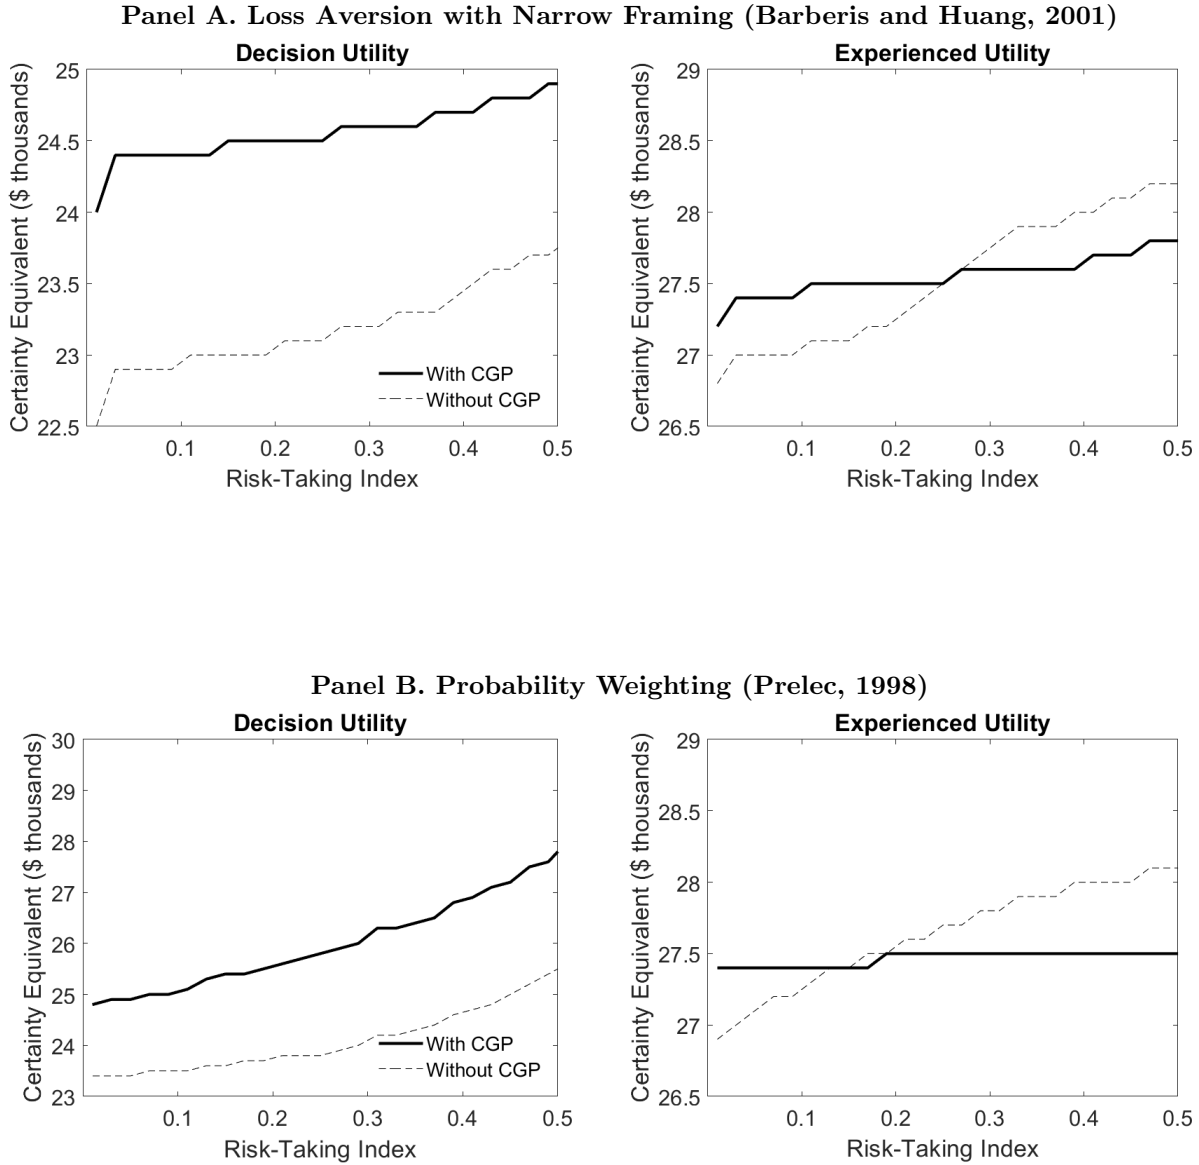 Panel A. Loss Aversion with Narrow Framing (Barberis and Huang, 2001)
Decision Utility
Certainty Equivalent ($ thousands)
25
24.5
24
23.5
23
22.5
0.1 0.2 0.3 0.4 0.5
Risk-Taking Index
With CGP
Without CGP
Experienced Utility
Certainty Equivalent ($ thousands)
29
28.5
28
27.5
27
26.5
0.1 0.2 0.3 0.4 0.5
Risk-Taking Index
Panel B. Probability Weighting (Prelec, 1998)
Decision Utility
Certainty Equivalent ($ thousands)
30
29
28
27
26
25
24
23
0.1 0.2 0.3 0.4 0.5
Risk-Taking Index
With CGP
Without CGP
Experienced Utility
Certainty Equivalent ($ thousands)
29
28.5
28
27.5
27
26.5
0.1 0.2 0.3 0.4 0.5
Risk-Taking Index